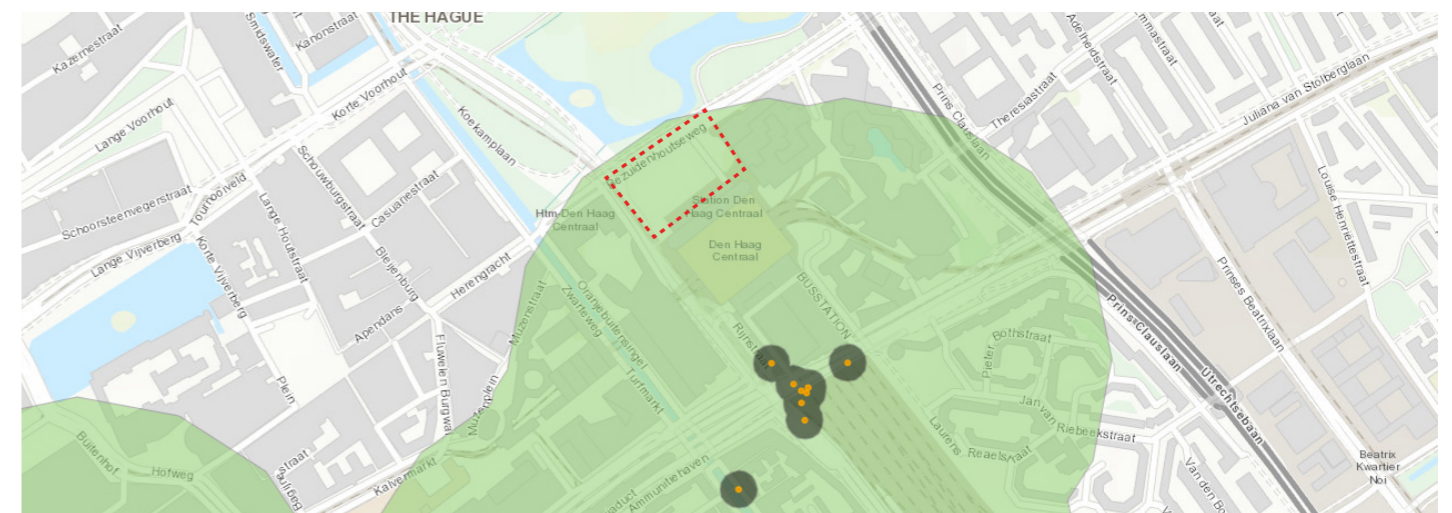 THE HAGUE
Kazernestraat
Smidswater
Kanonstraat
Korte Voorhout
Lange Voorhout
Koekamplaan
Prins Clauslaan
Adelheidstraat
Emmastraat
Theresiastraat
Juliana van Stolberglaan
Bezuidenhoutseweg
Schouwburgstraat
Casuariestraat
Tournooiveld
Schoorsteenvegerstraat
Lange Houtstraat
Lange Vijverberg
Korte Vijverberg
Bleijenburg
Herengracht
Htm-Den Haag
Centraal
Station Den
Haag Centraal
Den Haag
Centraal
Louise Henriëttestraat
Prinses Beatrixlaan
Apendans
Muzenstraat
Zwarteweg
Oranjebuitensingel
BUSSTATION
Rijnstraat
Turfmarkt
Prins Clauslaan
Utrechtsebaan
Pieter Bothstraat
Plein
Fluwelen Burgwal
Muzenplein
Jan van Riebeekstraat
Laurens Reaelstraat
Buitenhof
Hofweg
Kalvermarkt
Ammunitiehaven
Beatrix
Kwartier
Noi